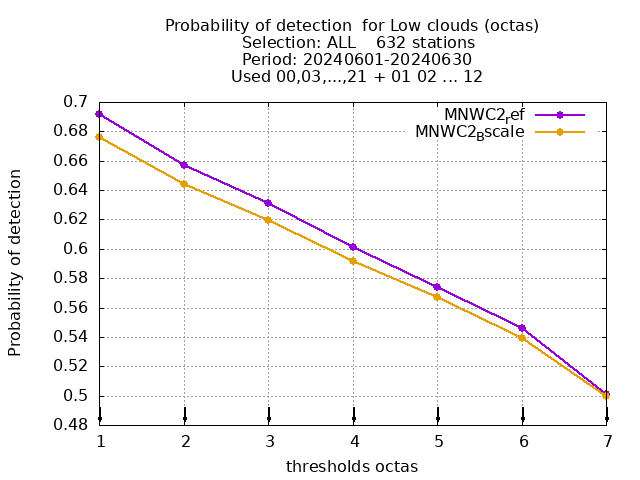 Probability of detection  for Low clouds (octas)
Selection: ALL    632 stations
Period: 20240601-20240630
Used 00,03,...,21 + 01 02 ... 12
MNWC2ref
MNWC2Bscale
Probability of detection
0.7
0.68
0.66
0.64
0.62
0.6
0.58
0.56
0.54
0.52
0.5
0.48
1 2 3 4 5 6 7
thresholds octas